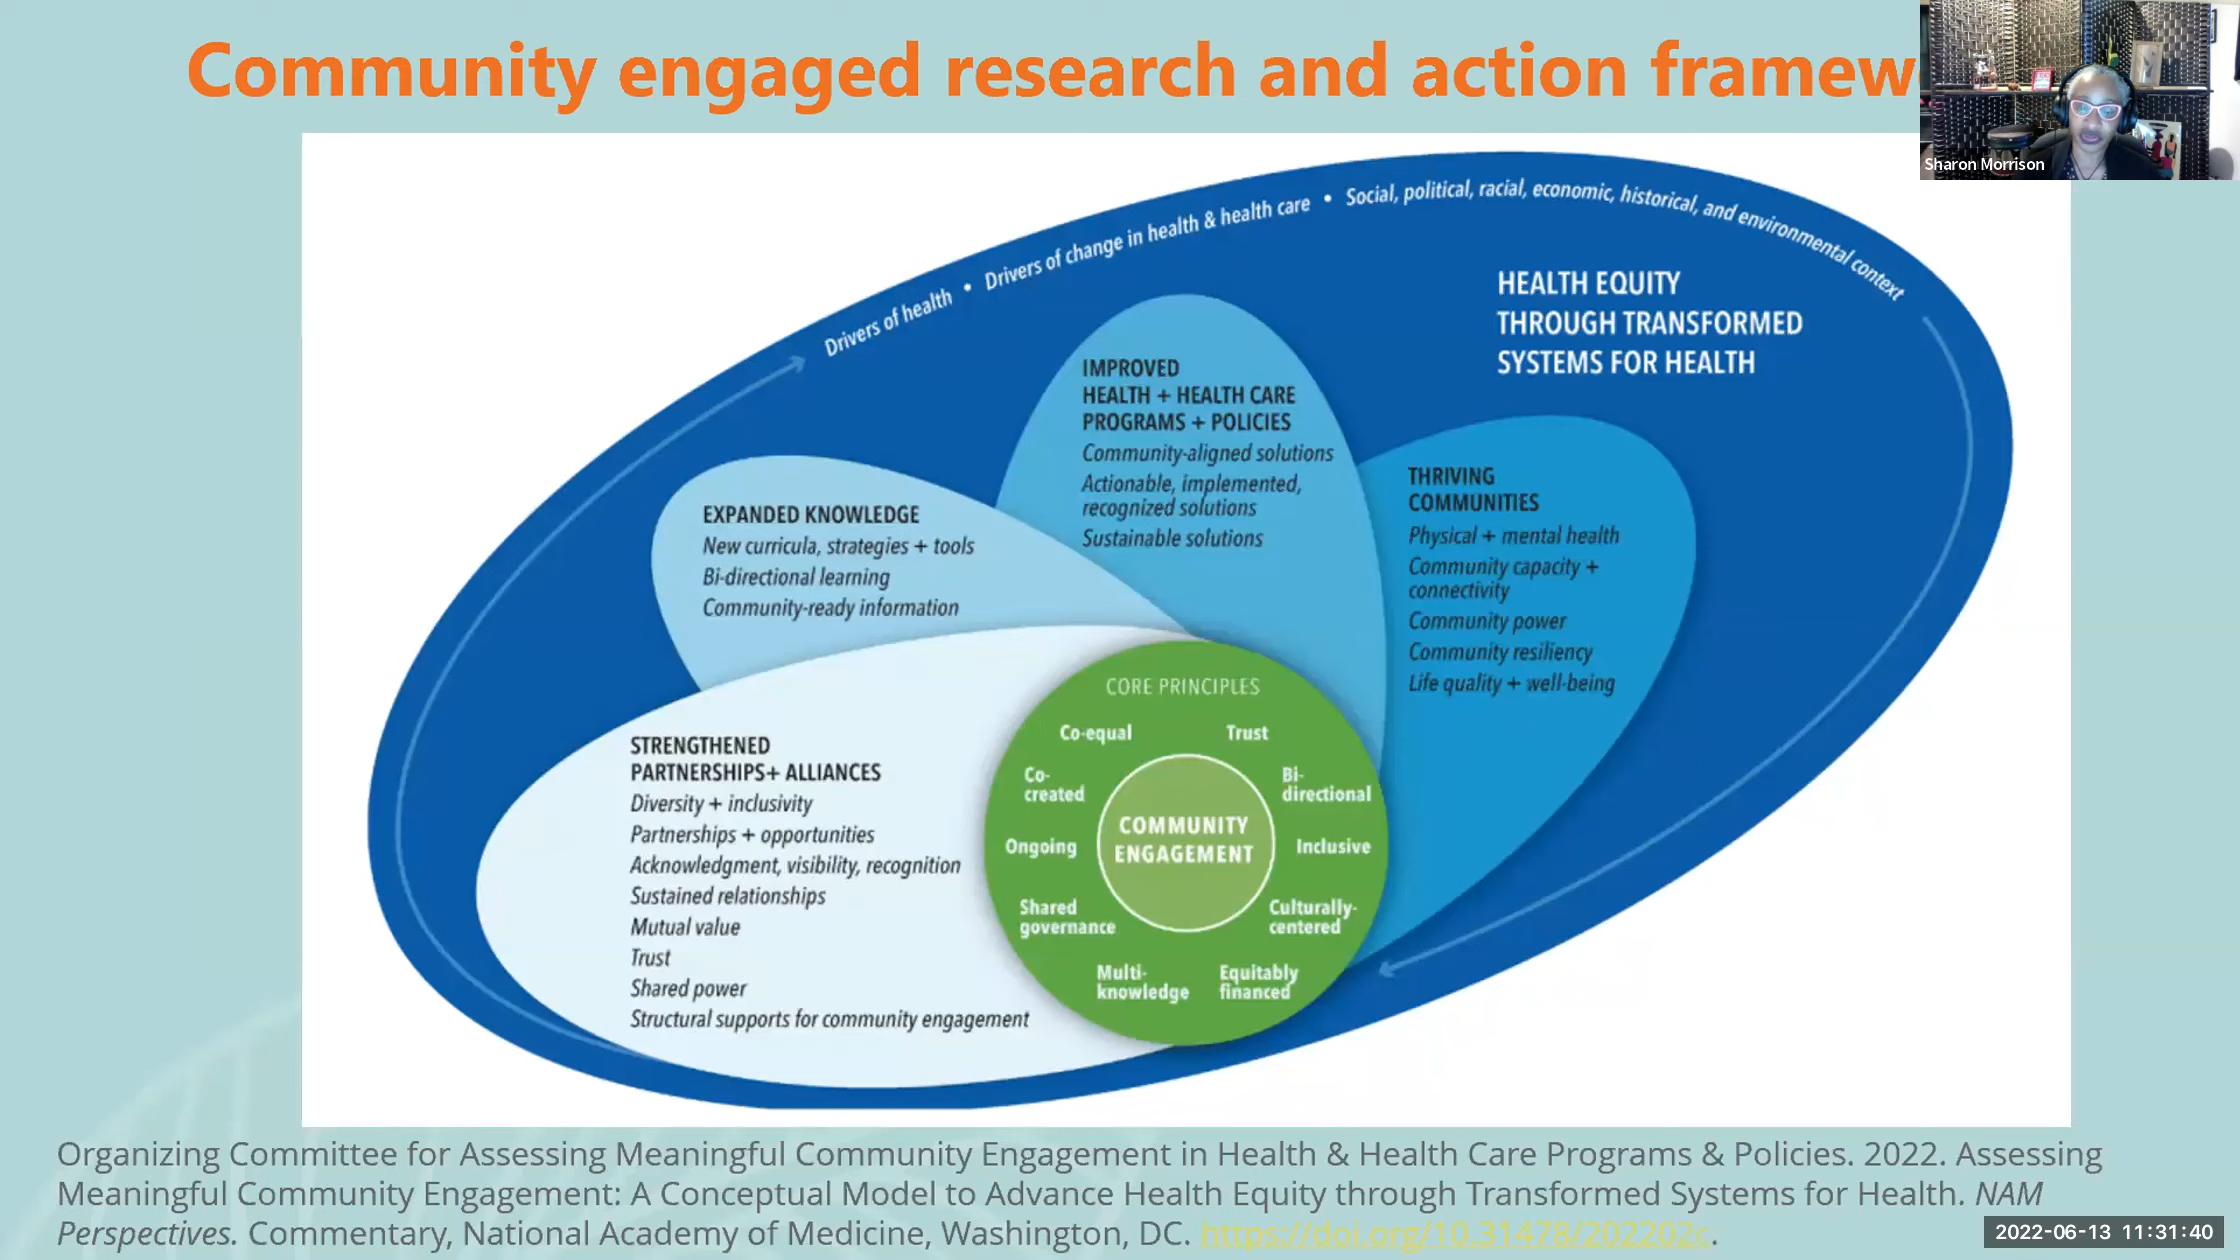 Community engaged research and action framew
Sharon Morrison
Drivers of health • Drivers of change in health & health care • Social, political, racial, economic, historical, and environmental context
HEALTH EQUITY
THROUGH TRANSFORMED
SYSTEMS FOR HEALTH
IMPROVED
HEALTH + HEALTH CARE
PROGRAMS + POLICIES
Community-aligned solutions
Actionable, implemented,
recognized solutions
Sustainable solutions
THRIVING
COMMUNITIES
Physical + mental health
Community capacity +
connectivity
Community power
Community resiliency
Life quality + well-being
EXPANDED KNOWLEDGE
New curricula, strategies + tools
Bi-directional learning
Community-ready information
STRENGTHENED
PARTNERSHIPS+ ALLIANCES
Diversity + inclusivity
Partnerships + opportunities
Acknowledgment, visibility, recognition
Sustained relationships
Mutual value
Trust
Shared power
Structural supports for community engagement
CORE PRINCIPLES
Co-equal
Trust
Co-
created
Bi-
directional
Ongoing
Inclusive
Shared
governance
Culturally-
centered
Multi-
knowledge
Equitably
financed
COMMUNITY
ENGAGEMENT
Organizing Committee for Assessing Meaningful Community Engagement in Health & Health Care Programs & Policies. 2022. Assessing
Meaningful Community Engagement: A Conceptual Model to Advance Health Equity through Transformed Systems for Health. NAM
Perspectives. Commentary, National Academy of Medicine, Washington, DC. https://doi.org/10.31478/202202c.
2022-06-13 11:31:40